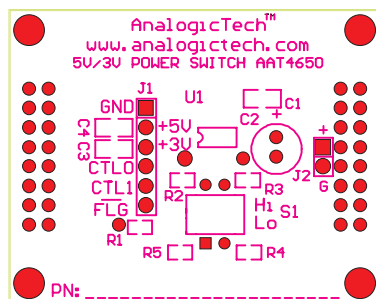 AnalogicTech™
www.analogictech.com
5V/3V POWER SWITCH AAT4650
J1
U1
GND
C1
C4
+5V
C2
+
+
C3
+3V
CTL0
J2
CTL1
R2
R3
G
FLG
Hi
S1
R1
Lo
R5
R4
PN: